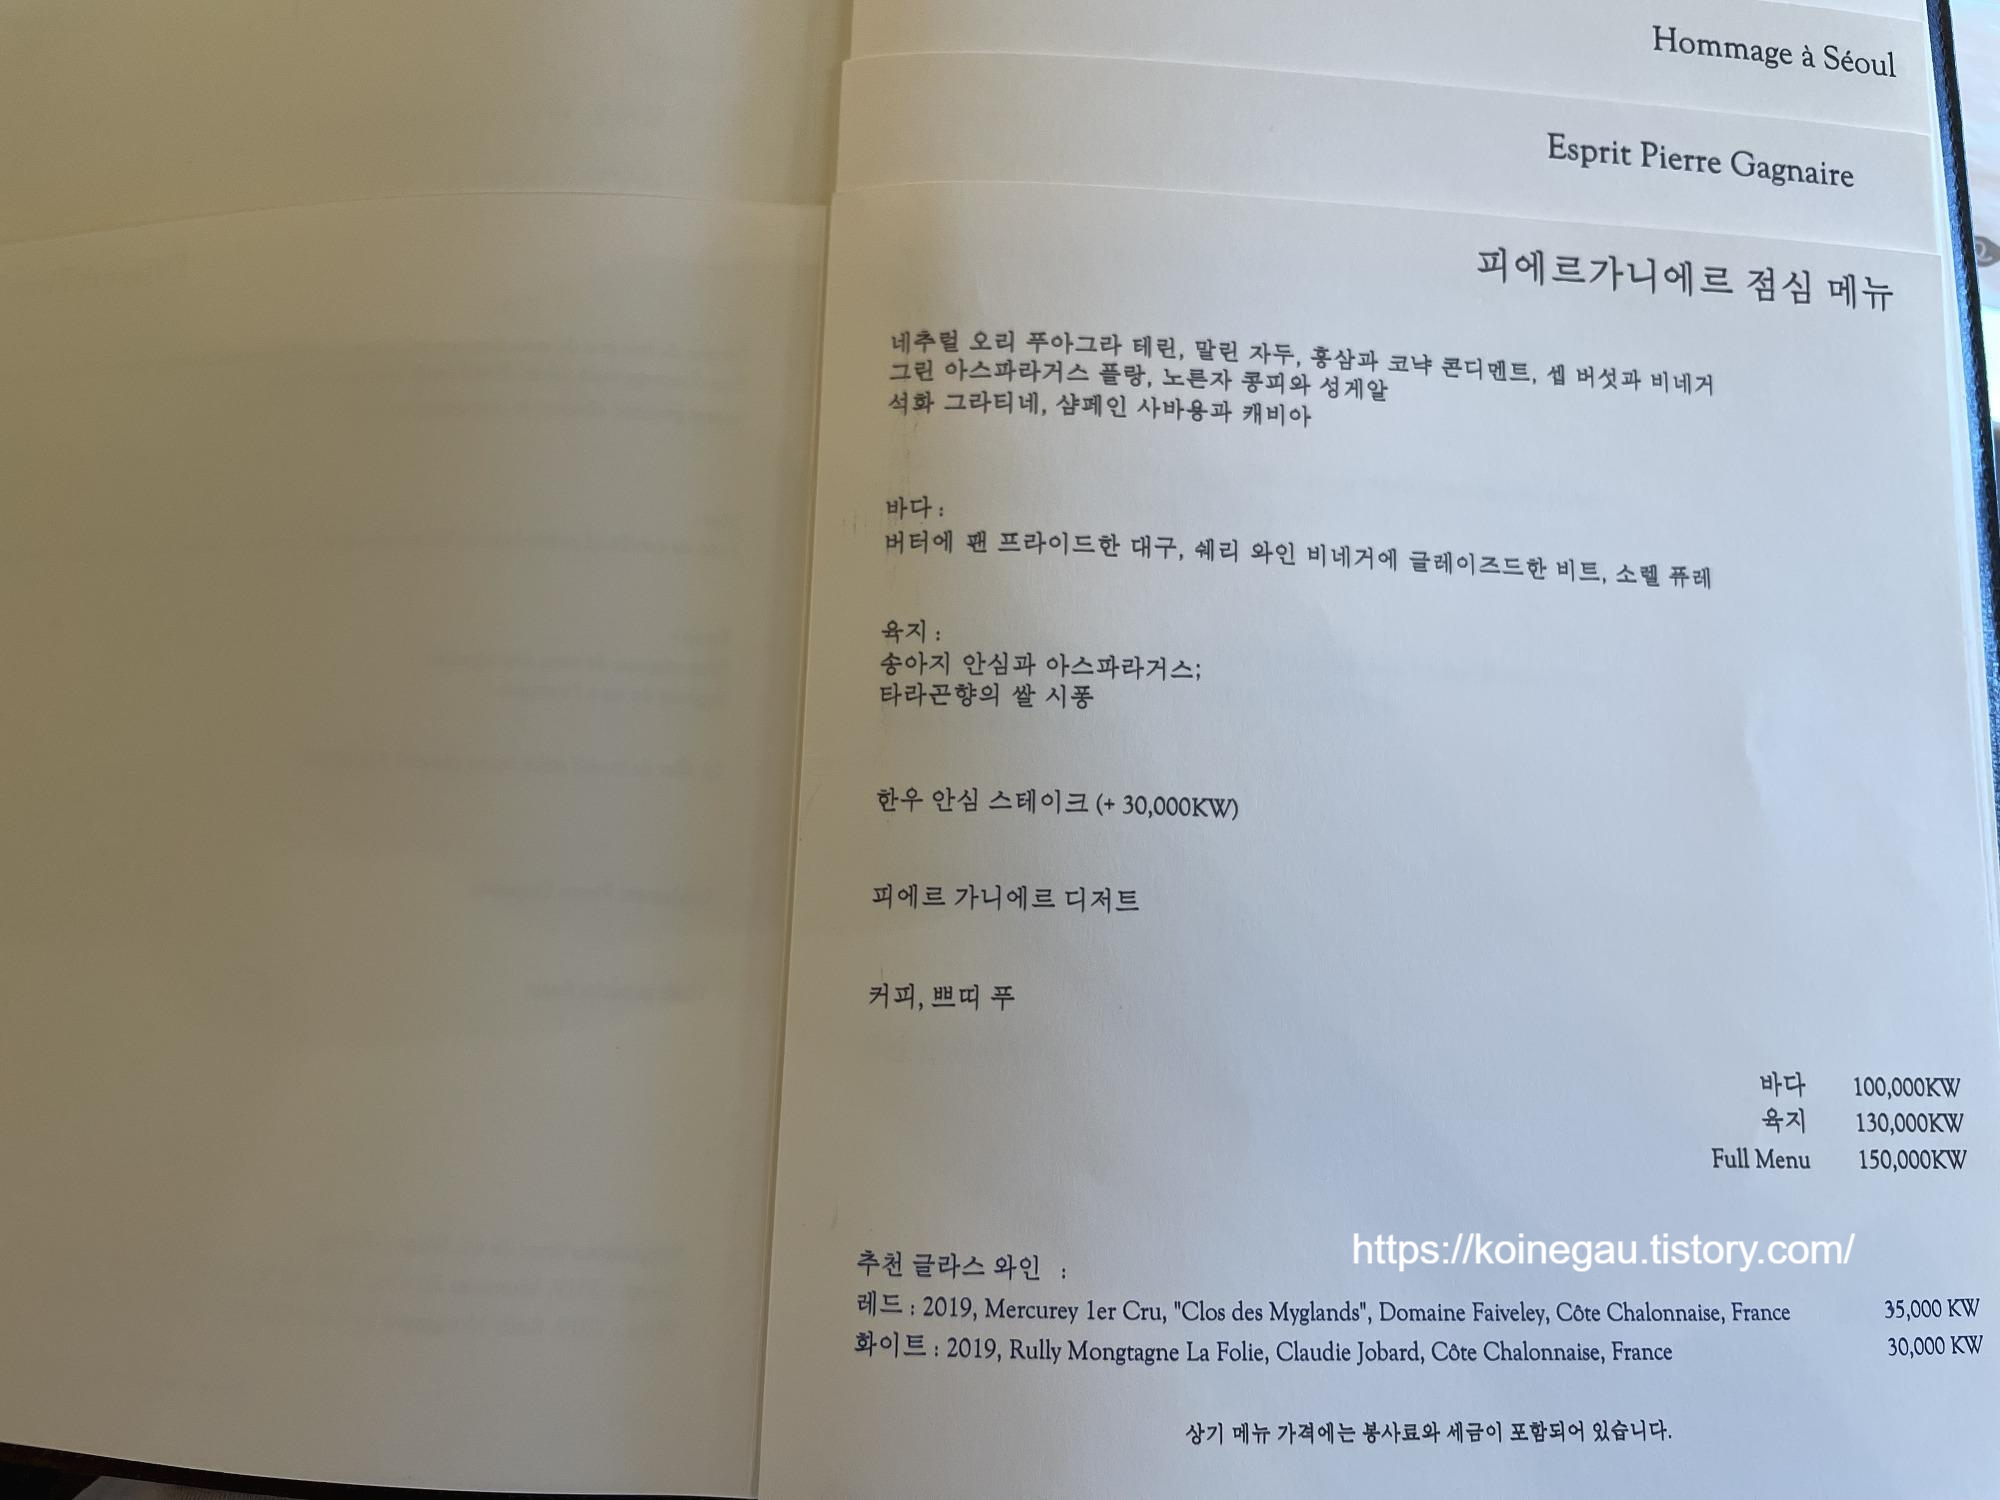 Hommage à Séoul
Esprit Pierre Gagnaire
피에르가니에르 점심 메뉴
네추럴 오리 푸아그라 테린, 말린 자두, 홍삼과 코냑 콘디멘트, 셉 버섯과 비네거
그린 아스파라거스 플랑, 노른자 콩피와 성게알
석화 그라티네, 샴페인 사바용과 캐비아
바다 :
버터에 팬 프라이드한 대구, 쉐리 와인 비네거에 글레이즈드한 비트, 소렐 퓨레
육지 :
송아지 안심과 아스파라거스;
타라곤향의 쌀 시퐁
한우 안심 스테이크 (+ 30,000KW)
피에르 가니에르 디저트
커피, 쁘띠 푸
바다 100,000KW
육지 130,000KW
Full Menu 150,000KW
https://koinegau.tistory.com/
추천 글라스 와인 :
레드 : 2019, Mercurey 1er Cru, "Clos des Myglands", Domaine Faiveley, Côte Chalonnaise, France 35,000 KW
화이트 : 2019, Rully Mongtagne La Folie, Claudie Jobard, Côte Chalonnaise, France 30,000 KW
상기 메뉴 가격에는 봉사료와 세금이 포함되어 있습니다.